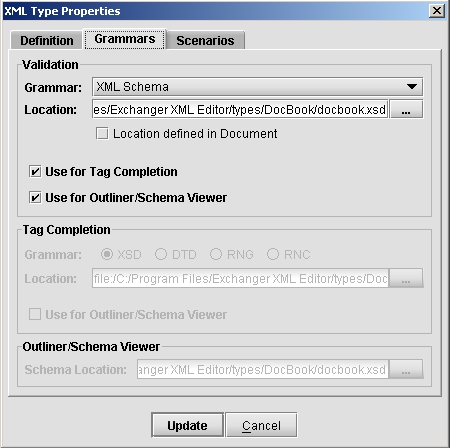 XML Type Properties
Definition Grammars Scenarios
Validation
Grammar: XML Schema
Location: es/Exchanger XML Editor/types/DocBook/docbook.xsd ...
Location defined in Document
Use for Tag Completion
Use for Outliner/Schema Viewer
Tag Completion
Grammar: XSD DTD RNG RNC
Location: file:/C:/Program Files/Exchanger XML Editor/types/Doc ...
Use for Outliner/Schema Viewer
Outliner/Schema Viewer
Schema Location: anger XML Editor/types/DocBook/docbook.xsd ...
Update Cancel